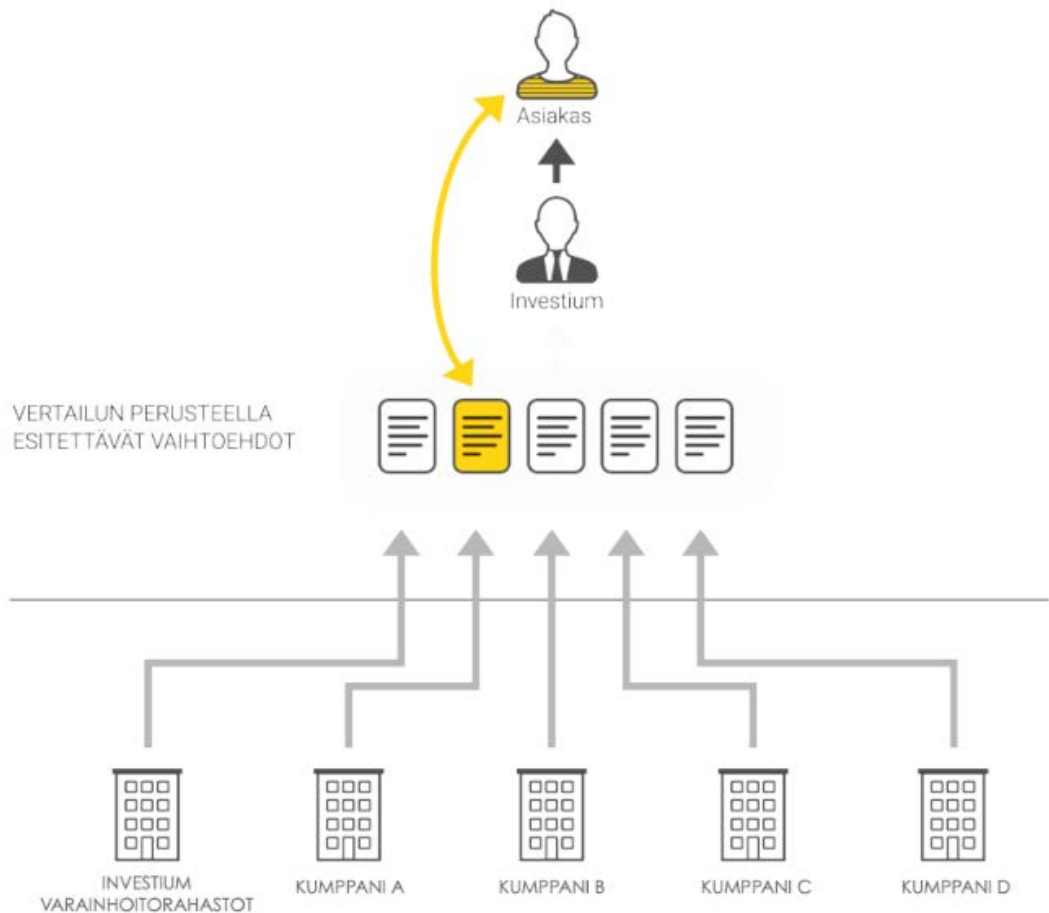 Asiakas
Investium
VERTAILUN PERUSTEELLA
ESITETTÄVÄT VAIHTOEHDOT
INVESTIUM
VARAINHOITORAHASTOT
KUMPPANI A
KUMPPANI B
KUMPPANI C
KUMPPANI D